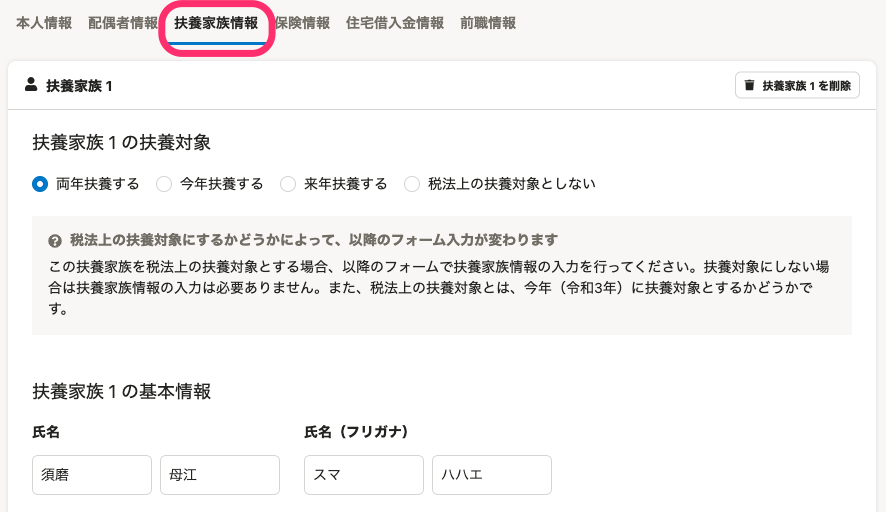 本人情報 配偶者情報 扶養家族情報 保険情報 住宅借入金情報 前職情報
扶養家族 1 扶養家族 1 を削除
扶養家族 1 の扶養対象
両年扶養する 今年扶養する 来年扶養する 税法上の扶養対象としない
税法上の扶養対象にするかどうかによって、以降のフォーム入力が変わります
この扶養家族を税法上の扶養対象とする場合、以降のフォームで扶養家族情報の入力を行ってください。扶養対象にしない場
合は扶養家族情報の入力は必要ありません。また、税法上の扶養対象とは、今年（令和3年）に扶養対象とするかどうかで
す。
扶養家族 1 の基本情報
氏名 氏名（フリガナ）
須磨 母江 スマ ハハエ